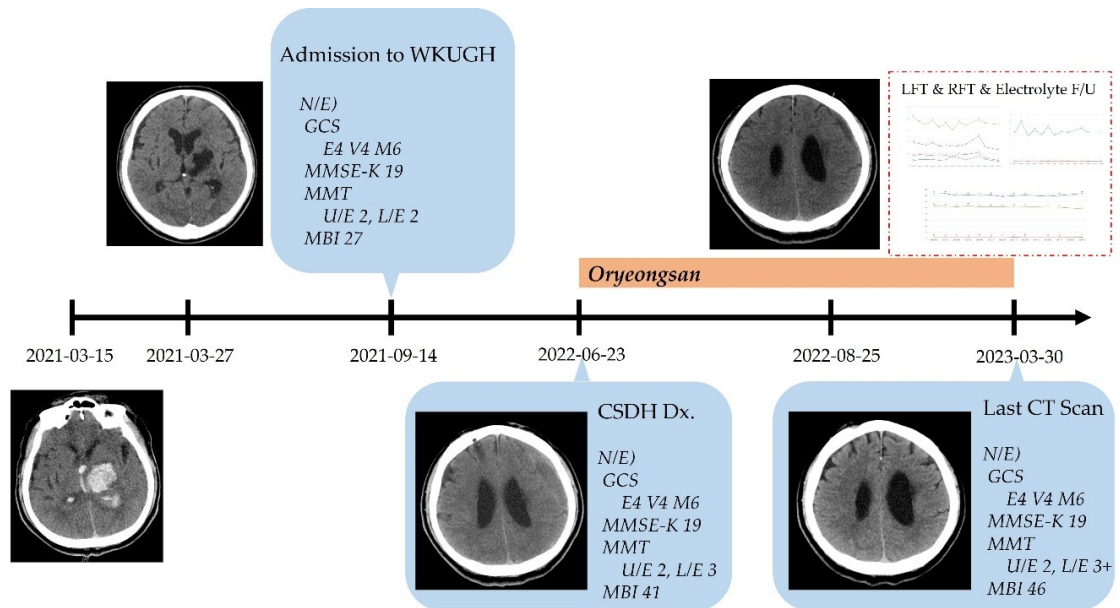 Admission to WKUGH
N/E)
GCS
E4 V4 M6
MMSE-K 19
MMT
U/E 2, L/E 2
MBI 27
LFT & RFT & Electrolyte F/U
Oryeongsan
2021-03-15
2021-03-27
2021-09-14
2022-06-23
2022-08-25
2023-03-30
CSDH Dx.
N/E)
GCS
E4 V4 M6
MMSE-K 19
MMT
U/E 2, L/E 3
MBI 41
Last CT Scan
N/E)
GCS
E4 V4 M6
MMSE-K 19
MMT
U/E 2, L/E 3+
MBI 46